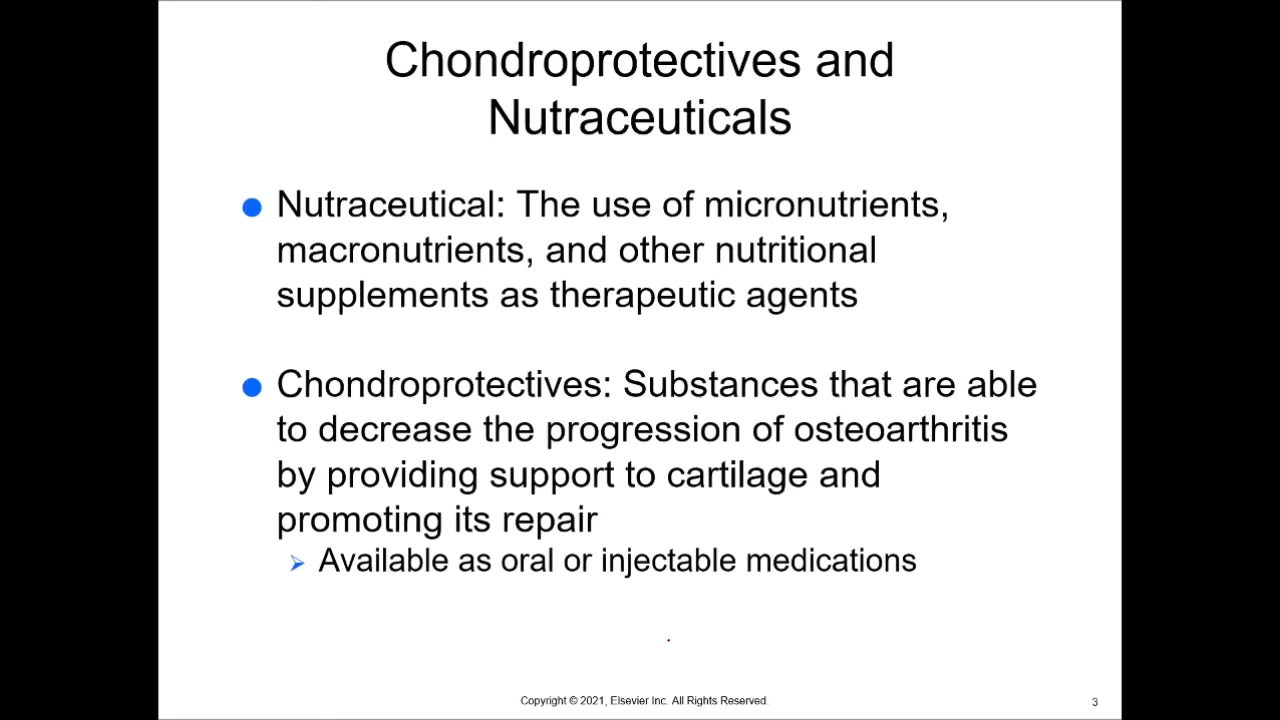 Chondroprotectives and
Nutraceuticals
● Nutraceutical: The use of micronutrients,
macronutrients, and other nutritional
supplements as therapeutic agents
● Chondroprotectives: Substances that are able
to decrease the progression of osteoarthritis
by providing support to cartilage and
promoting its repair
➢ Available as oral or injectable medications
Copyright © 2021, Elsevier Inc. All Rights Reserved.
3